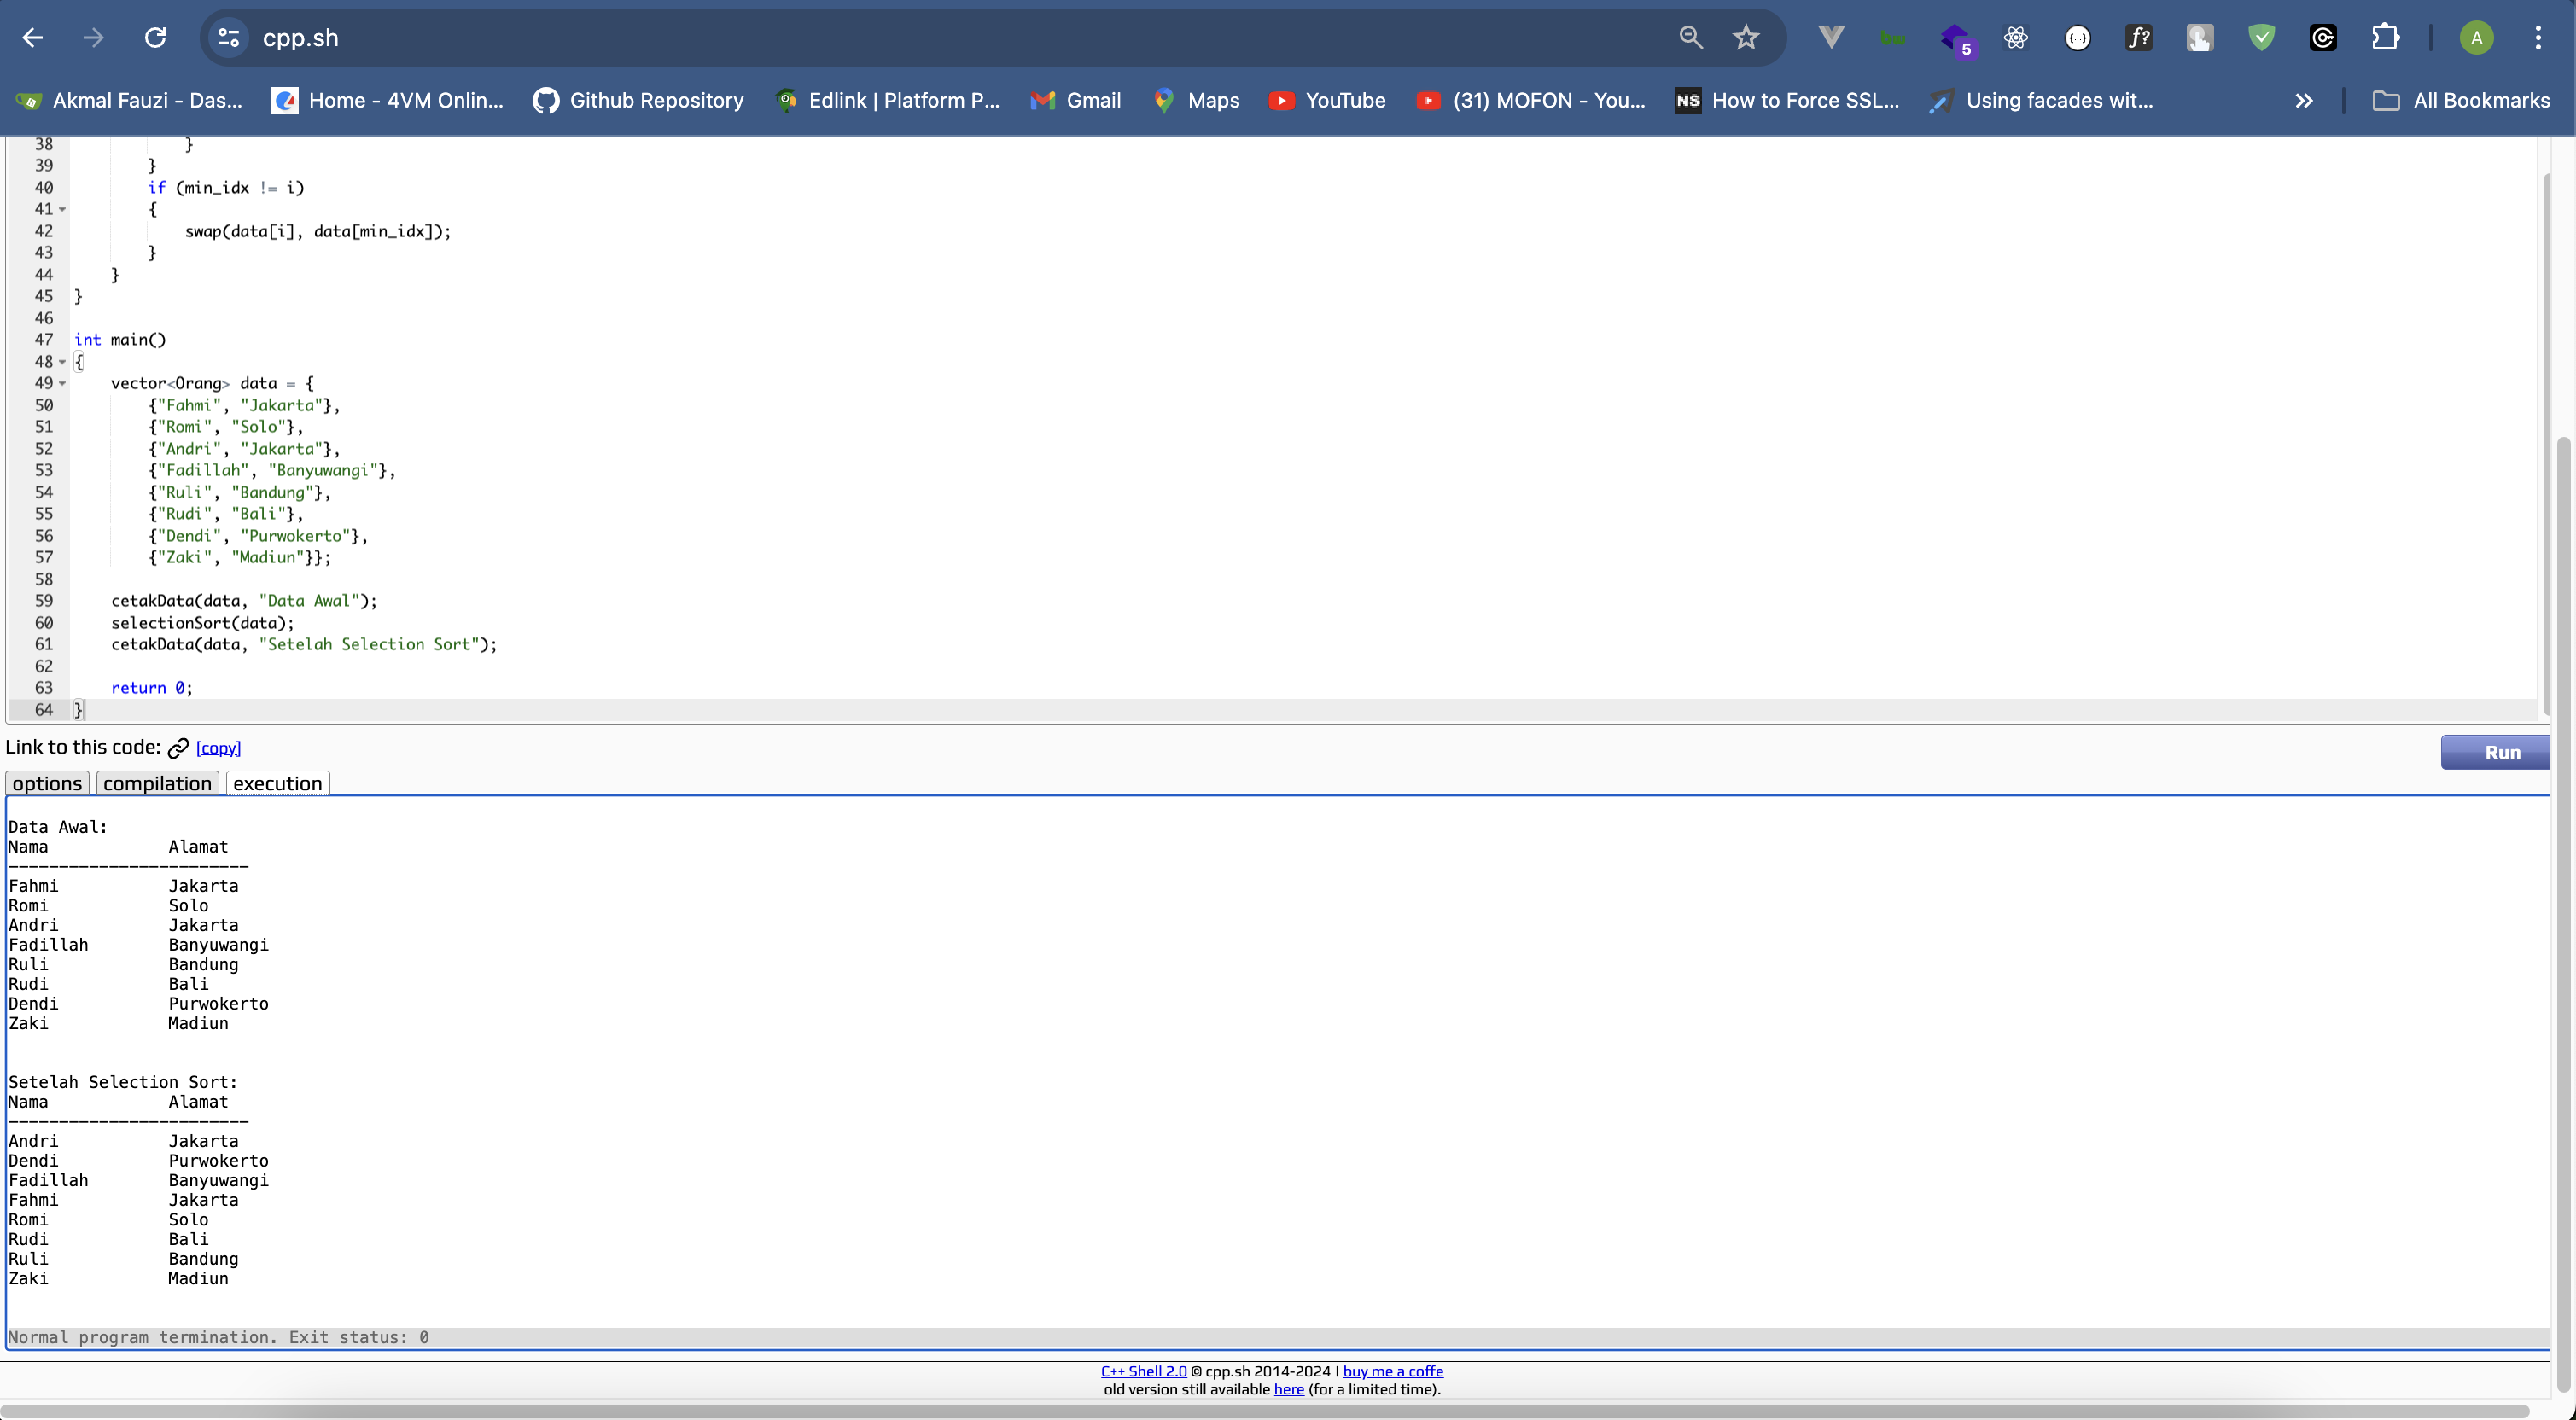 cpp.sh
5
f?
A
Akmal Fauzi - Das...
Home - 4VM Onlin...
Github Repository
Edlink | Platform P...
Gmail
Maps
YouTube
(31) MOFON - You...
NS How to Force SSL...
Using facades wit...
All Bookmarks
38 }
39 }
40 if (min_idx != i)
41 {
42 swap(data[i], data[min_idx]);
43 }
44 }
45 }
46
47 int main()
48 {
49 vector<Orang> data = {
50 {"Fahmi", "Jakarta"},
51 {"Romi", "Solo"},
52 {"Andri", "Jakarta"},
53 {"Fadillah", "Banyuwangi"},
54 {"Ruli", "Bandung"},
55 {"Rudi", "Bali"},
56 {"Dendi", "Purwokerto"},
57 {"Zaki", "Madiun"}};
58
59 cetakData(data, "Data Awal");
60 selectionSort(data);
61 cetakData(data, "Setelah Selection Sort");
62
63 return 0;
64 }
Link to this code: [copy]
Run
options compilation execution
Data Awal:
Nama Alamat
------------------------
Fahmi Jakarta
Romi Solo
Andri Jakarta
Fadillah Banyuwangi
Ruli Bandung
Rudi Bali
Dendi Purwokerto
Zaki Madiun
Setelah Selection Sort:
Nama Alamat
------------------------
Andri Jakarta
Dendi Purwokerto
Fadillah Banyuwangi
Fahmi Jakarta
Romi Solo
Rudi Bali
Ruli Bandung
Zaki Madiun
Normal program termination. Exit status: 0
C++ Shell 2.0 © cpp.sh 2014-2024 | buy me a coffe
old version still available here (for a limited time).